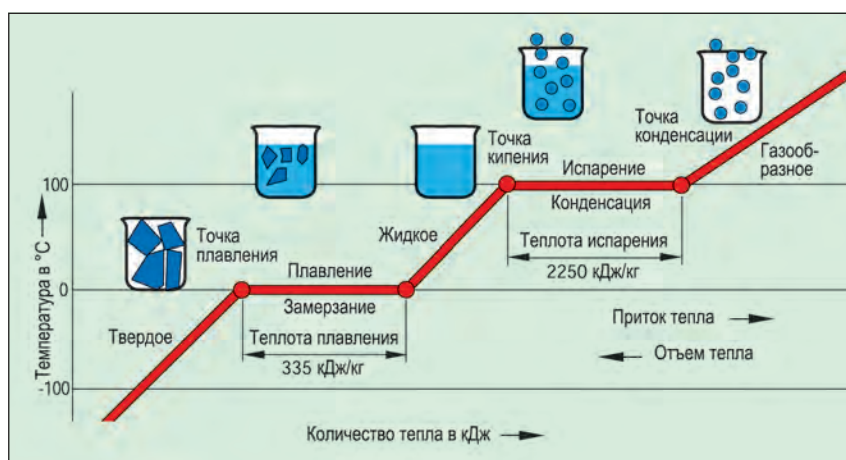 Температура в °C
100
0
-100
Точка
плавления
Твердое
Плавление
Замерзание
Теплота плавления
335 кДж/кг
Жидкое
Точка
кипения
Испарение
Конденсация
Теплота испарения
2250 кДж/кг
Точка
конденсации
Газооб-
разное
Приток тепла
Отъем тепла
Количество тепла в кДж